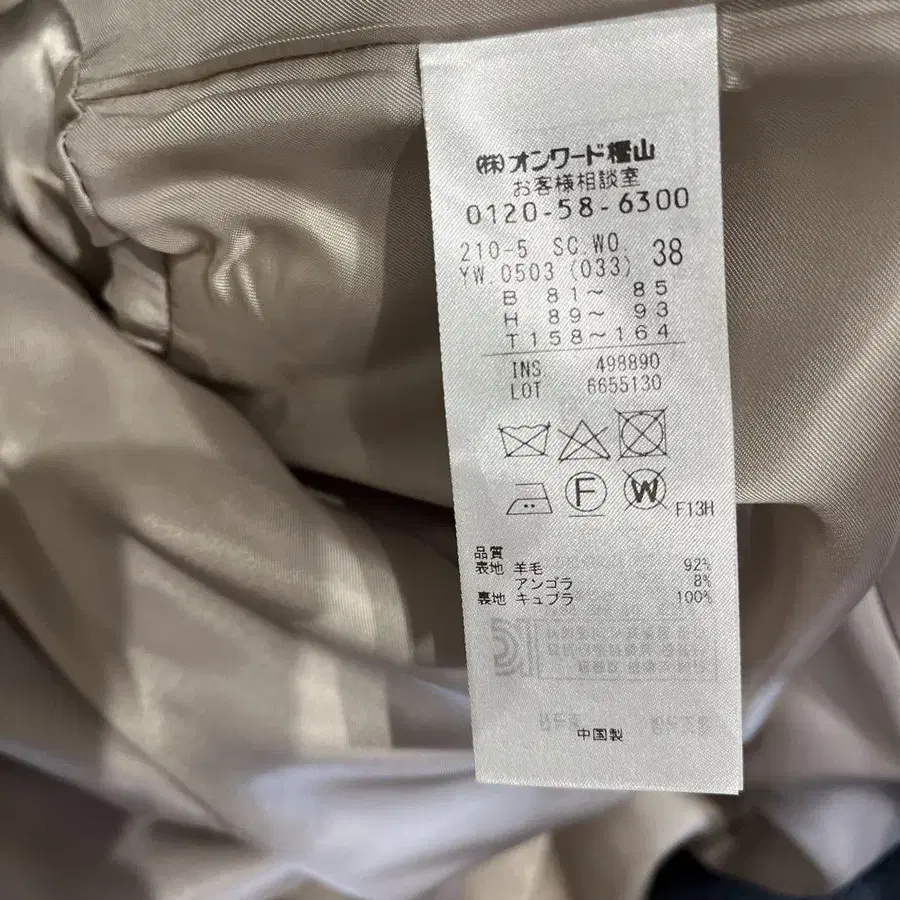 (株)オンワード樫山
お客様相談室
0120-58-6300
210-5 SC.WO
YW.0503 (033) 38
B 81～ 85
H 89～ 93
T158～164
INS 498890
LOT 6655130
F
W
F13H
品質
表地 羊毛 92%
アンゴラ 8%
裏地 キュプラ 100%
中国製